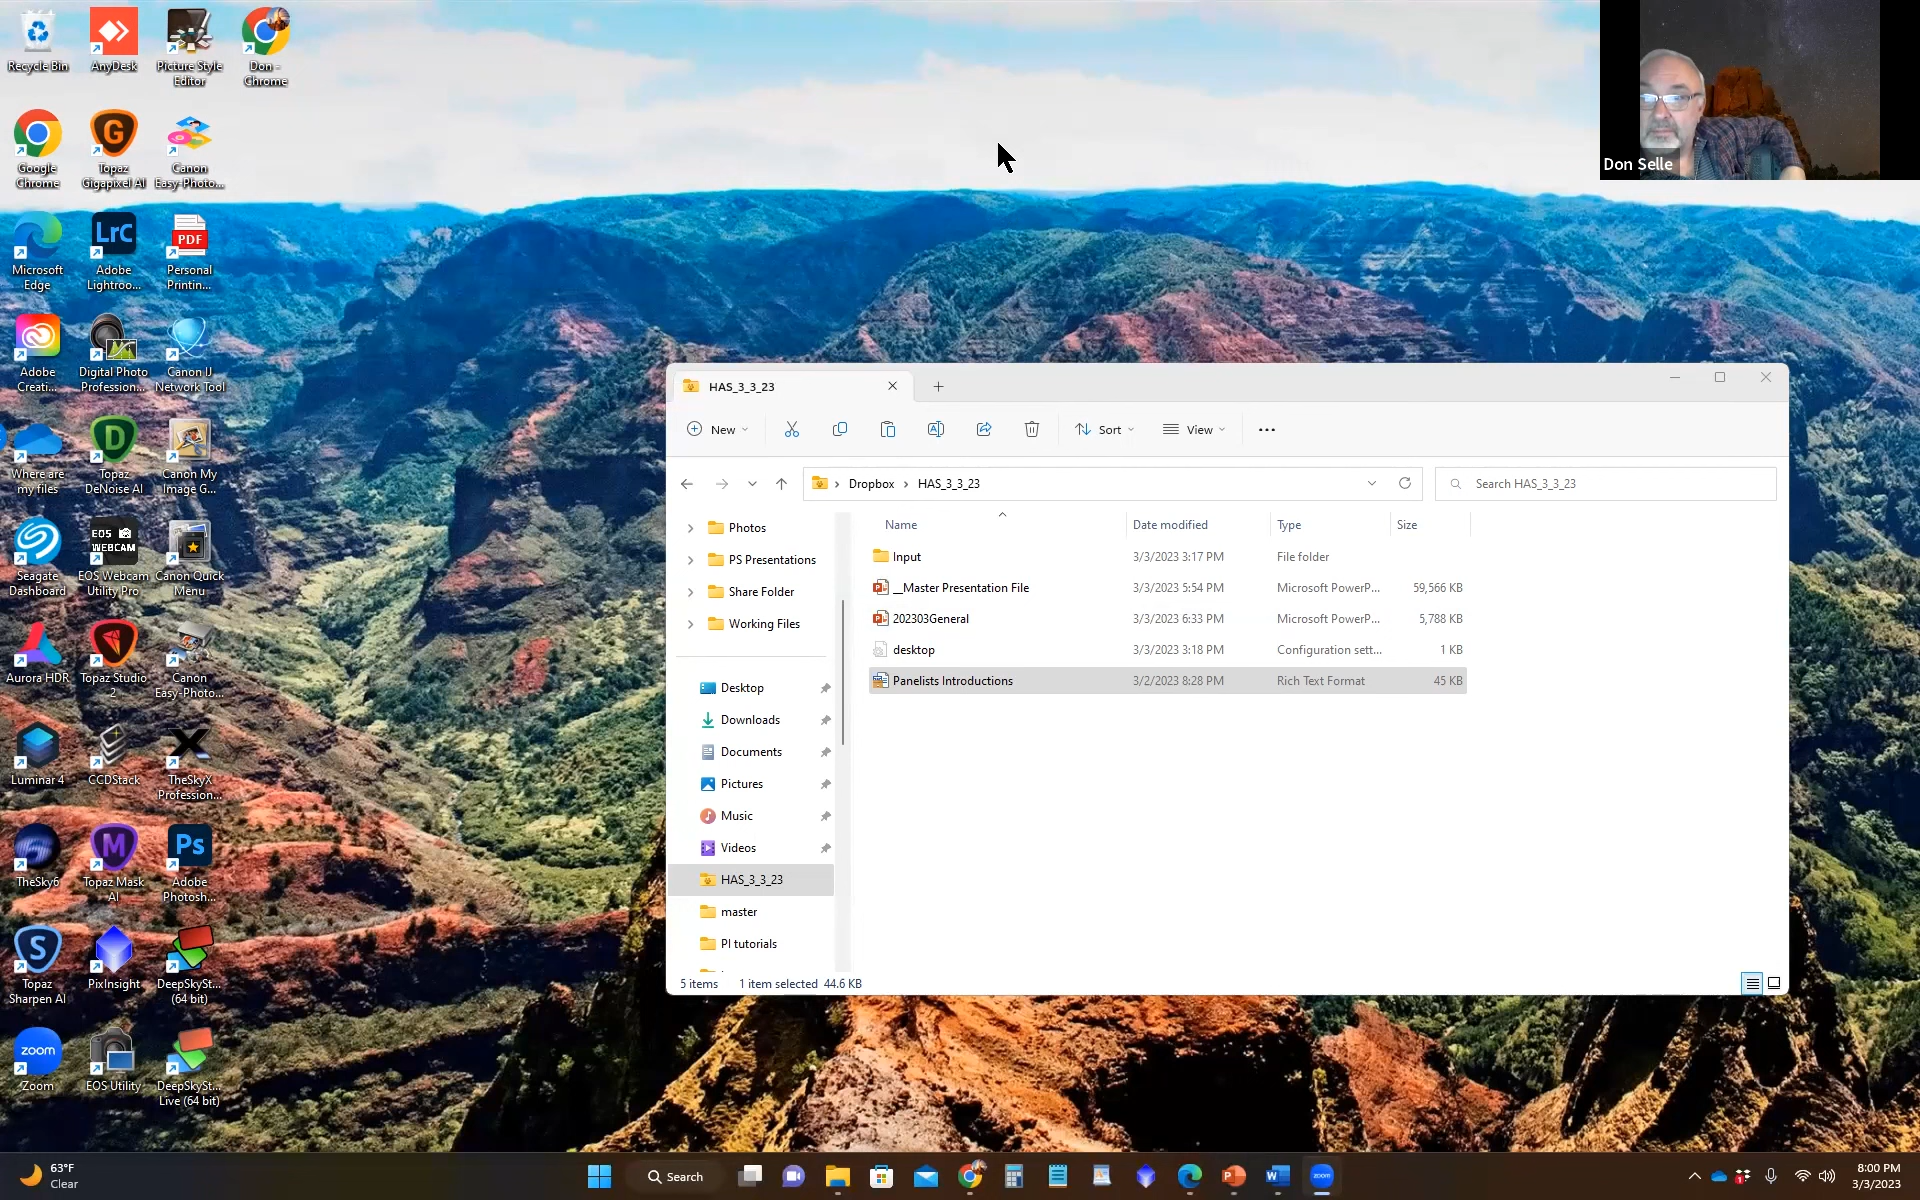 Recycle Bin
AnyDesk
Picture Style
Editor
Don -
Chrome
Google
Chrome
G
Topaz
Gigapixel AI
Canon
Easy-Photo...
Microsoft
Edge
LrC
Adobe
Lightroo...
PDF
Personal
Printin...
Adobe
Creati...
Digital Photo
Profession...
Canon IJ
Network Tool
Where are
my files
D
Topaz
DeNoise AI
Canon My
Image G...
Seagate
Dashboard
EOS
WEBCAM
EOS Webcam
Utility Pro
Canon Quick
Menu
Aurora HDR
Topaz Studio
2
Canon
Easy-Photo...
Luminar 4
CCDStack
TheSkyX
Profession...
TheSky6
M
Topaz Mask
AI
Ps
Adobe
Photosh...
S
Topaz
Sharpen AI
PixInsight
DeepSkySt...
(64 bit)
zoom
Zoom
EOS Utility
DeepSkySt...
Live (64 bit)
Don Selle
HAS_3_3_23
New
Sort
View
Dropbox
HAS_3_3_23
Search HAS_3_3_23
Photos
PS Presentations
Share Folder
Working Files
Desktop
Downloads
Documents
Pictures
Music
Videos
HAS_3_3_23
master
PI tutorials
Name Date modified Type Size
Input 3/3/2023 3:17 PM File folder
__Master Presentation File 3/3/2023 5:54 PM Microsoft PowerP... 59,566 KB
202303General 3/3/2023 6:33 PM Microsoft PowerP... 5,788 KB
desktop 3/3/2023 3:18 PM Configuration sett... 1 KB
Panelists Introductions 3/2/2023 8:28 PM Rich Text Format 45 KB
5 items 1 item selected 44.6 KB
63°F
Clear
Search
zoom
8:00 PM
3/3/2023